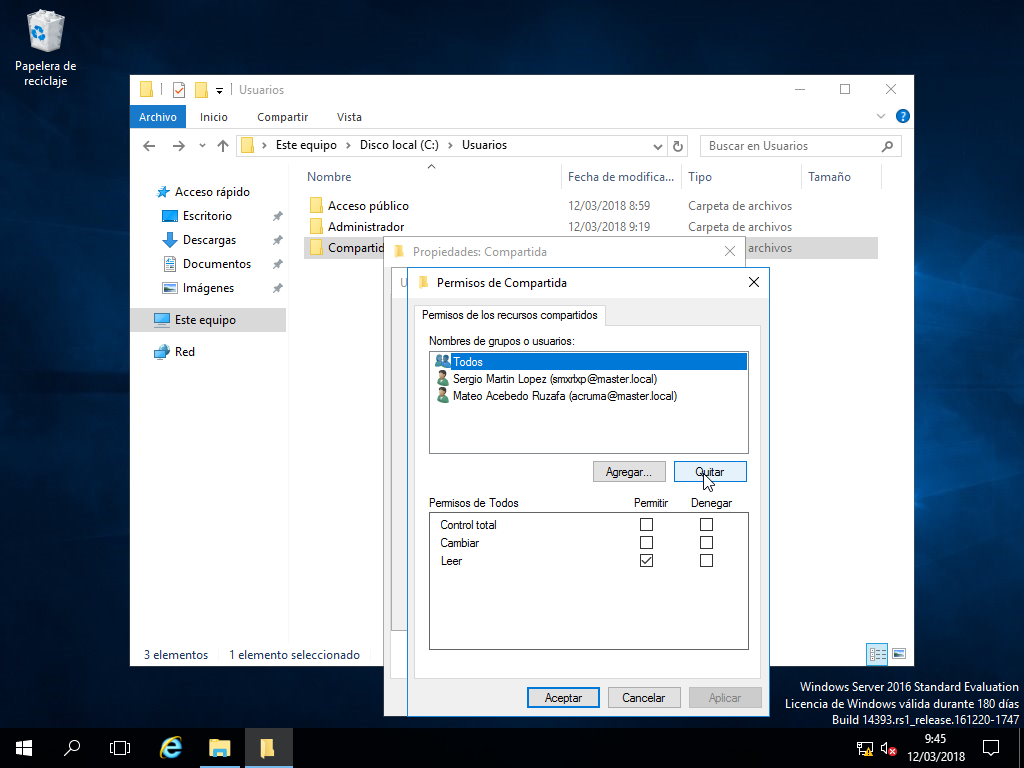 Papelera de
reciclaje
Usuarios
Archivo
Inicio
Compartir
Vista
Este equipo
Disco local (C:)
Usuarios
Buscar en Usuarios
Nombre
Fecha de modifica...
Tipo
Tamaño
Acceso rápido
Escritorio
Descargas
Documentos
Imágenes
Este equipo
Red
Acceso público
12/03/2018 8:59
Carpeta de archivos
Administrador
12/03/2018 9:19
Carpeta de archivos
Compartid
archivos
Propiedades: Compartida
U
Permisos de Compartida
Permisos de los recursos compartidos
Nombres de grupos o usuarios:
Todos
Sergio Martin Lopez (smxrlxp@master.local)
Mateo Acebedo Ruzafa (acruma@master.local)
Agregar...
Quitar
Permisos de Todos
Permitir
Denegar
Control total
Cambiar
Leer
Aceptar
Cancelar
Aplicar
3 elementos
1 elemento seleccionado
Windows Server 2016 Standard Evaluation
Licencia de Windows válida durante 180 días
Build 14393.rs1_release.161220-1747
9:45
12/03/2018